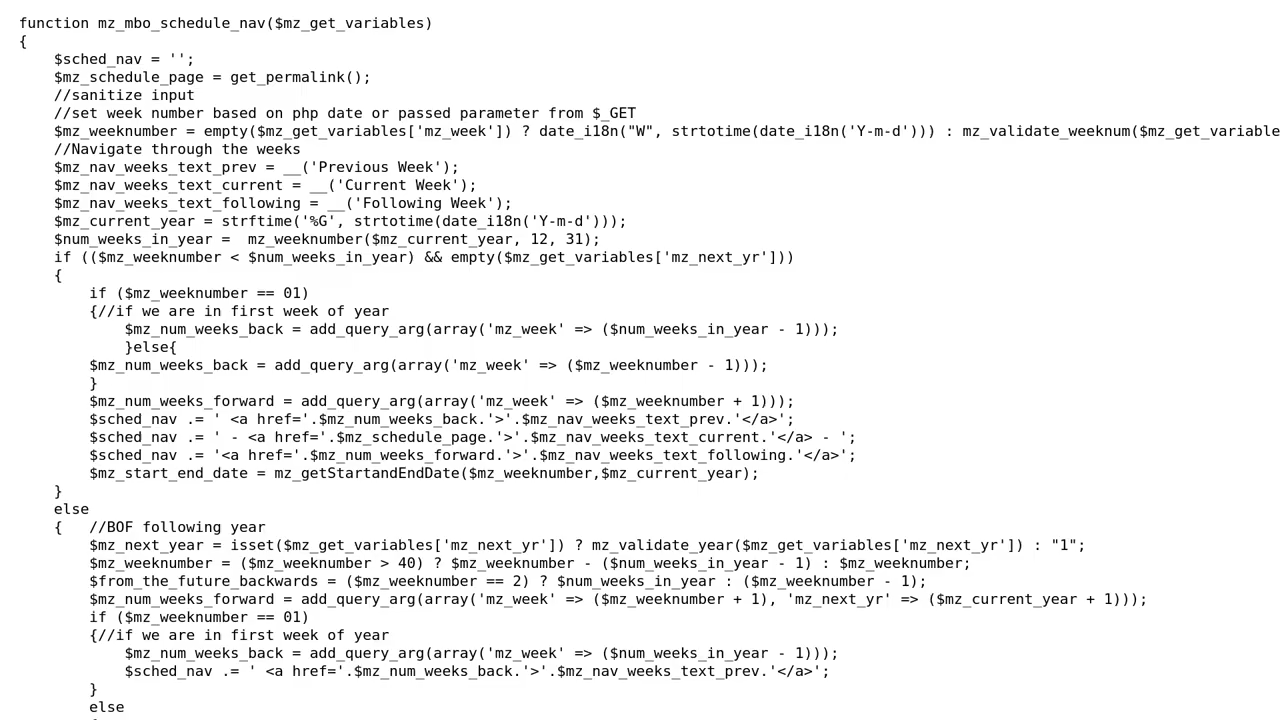 function mz_mbo_schedule_nav($mz_get_variables)
{
    $sched_nav = '';
    $mz_schedule_page = get_permalink();
    //sanitize input
    //set week number based on php date or passed parameter from $_GET
    $mz_weeknumber = empty($mz_get_variables['mz_week']) ? date_i18n("W", strtotime(date_i18n('Y-m-d'))) : mz_validate_weeknum($mz_get_variable
    //Navigate through the weeks
    $mz_nav_weeks_text_prev = __('Previous Week');
    $mz_nav_weeks_text_current = __('Current Week');
    $mz_nav_weeks_text_following = __('Following Week');
    $mz_current_year = strftime('%G', strtotime(date_i18n('Y-m-d')));
    $num_weeks_in_year =  mz_weeknumber($mz_current_year, 12, 31);
    if (($mz_weeknumber < $num_weeks_in_year) && empty($mz_get_variables['mz_next_yr']))
    {
        if ($mz_weeknumber == 01)
        {//if we are in first week of year
            $mz_num_weeks_back = add_query_arg(array('mz_week' => ($num_weeks_in_year - 1)));
            }else{
        $mz_num_weeks_back = add_query_arg(array('mz_week' => ($mz_weeknumber - 1)));
        }
        $mz_num_weeks_forward = add_query_arg(array('mz_week' => ($mz_weeknumber + 1)));
        $sched_nav .= ' <a href='.$mz_num_weeks_back.'>'.$mz_nav_weeks_text_prev.'</a>';
        $sched_nav .= ' - <a href='.$mz_schedule_page.'>'.$mz_nav_weeks_text_current.'</a> - ';
        $sched_nav .= '<a href='.$mz_num_weeks_forward.'>'.$mz_nav_weeks_text_following.'</a>';
        $mz_start_end_date = mz_getStartandEndDate($mz_weeknumber,$mz_current_year);
    }
    else
    {   //BOF following year
        $mz_next_year = isset($mz_get_variables['mz_next_yr']) ? mz_validate_year($mz_get_variables['mz_next_yr']) : "1";
        $mz_weeknumber = ($mz_weeknumber > 40) ? $mz_weeknumber - ($num_weeks_in_year - 1) : $mz_weeknumber;
        $from_the_future_backwards = ($mz_weeknumber == 2) ? $num_weeks_in_year : ($mz_weeknumber - 1);
        $mz_num_weeks_forward = add_query_arg(array('mz_week' => ($mz_weeknumber + 1), 'mz_next_yr' => ($mz_current_year + 1)));
        if ($mz_weeknumber == 01)
        {//if we are in first week of year
            $mz_num_weeks_back = add_query_arg(array('mz_week' => ($num_weeks_in_year - 1)));
            $sched_nav .= ' <a href='.$mz_num_weeks_back.'>'.$mz_nav_weeks_text_prev.'</a>';
        }
        else